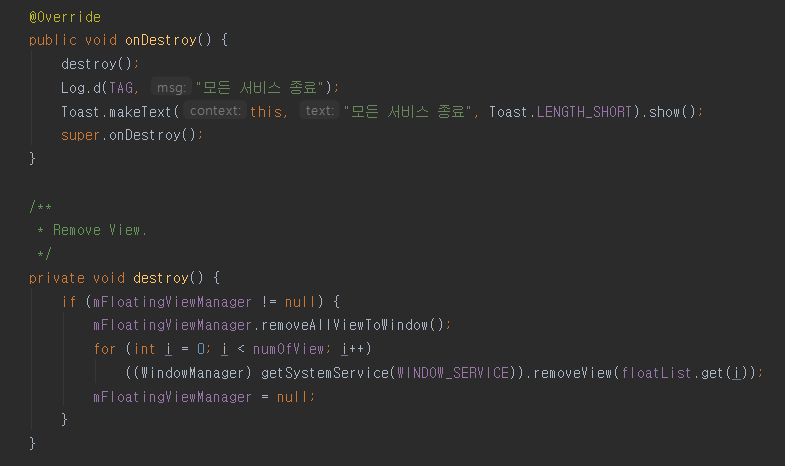 @Override
public void onDestroy() {
destroy();
Log.d(TAG, msg: "모든 서비스 종료");
Toast.makeText( context: this, text: "모든 서비스 종료", Toast.LENGTH_SHORT).show();
super.onDestroy();
}
/**
* Remove View.
*/
private void destroy() {
if (mFloatingViewManager != null) {
mFloatingViewManager.removeAllViewToWindow();
for (int i = 0; i < numOfView; i++)
((WindowManager) getSystemService(WINDOW_SERVICE)).removeView(floatList.get(i));
mFloatingViewManager = null;
}
}